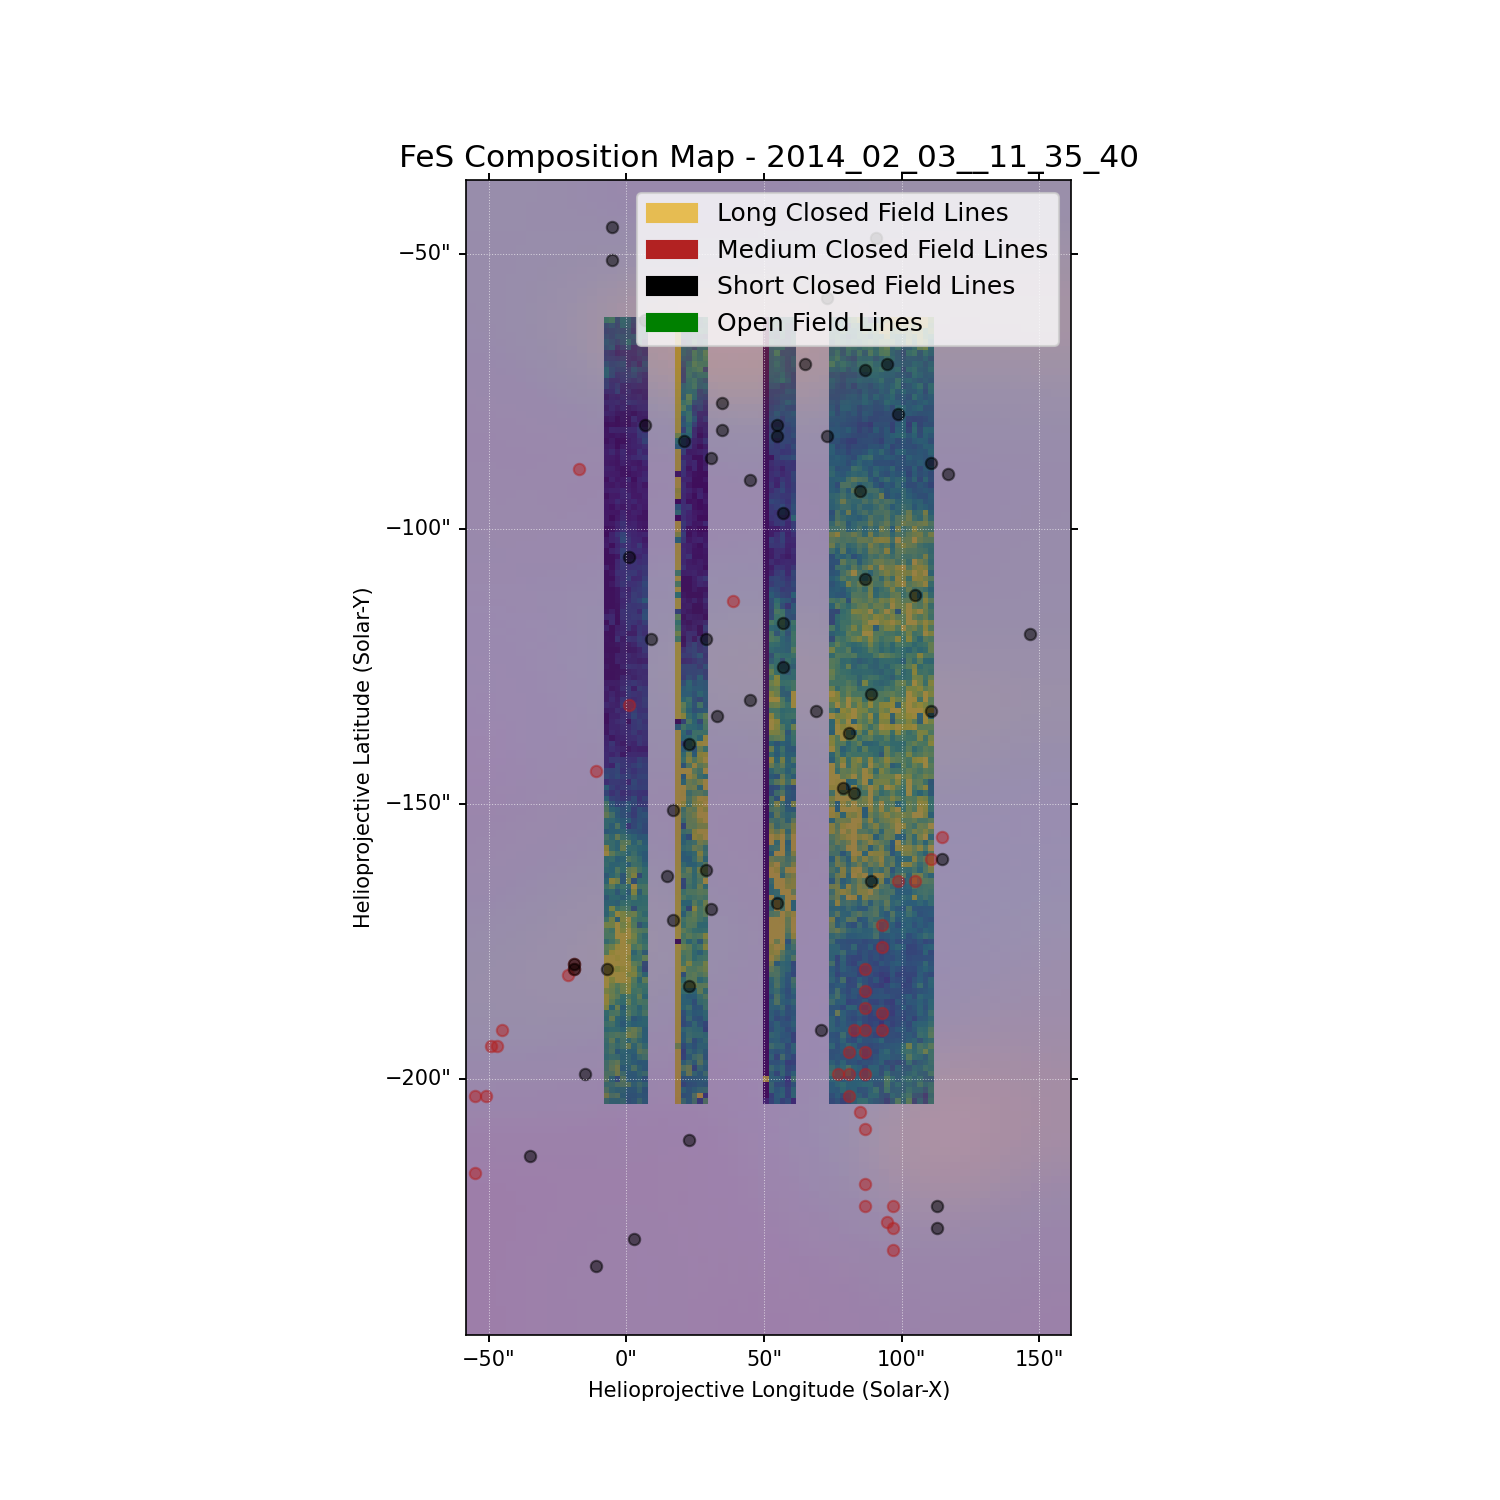 FeS Composition Map - 2014_02_03__11_35_40
Long Closed Field Lines
Medium Closed Field Lines
Short Closed Field Lines
Open Field Lines
−50"
−100"
−150"
−200"
Helioprojective Latitude (Solar-Y)
−50"
0"
50"
100"
150"
Helioprojective Longitude (Solar-X)